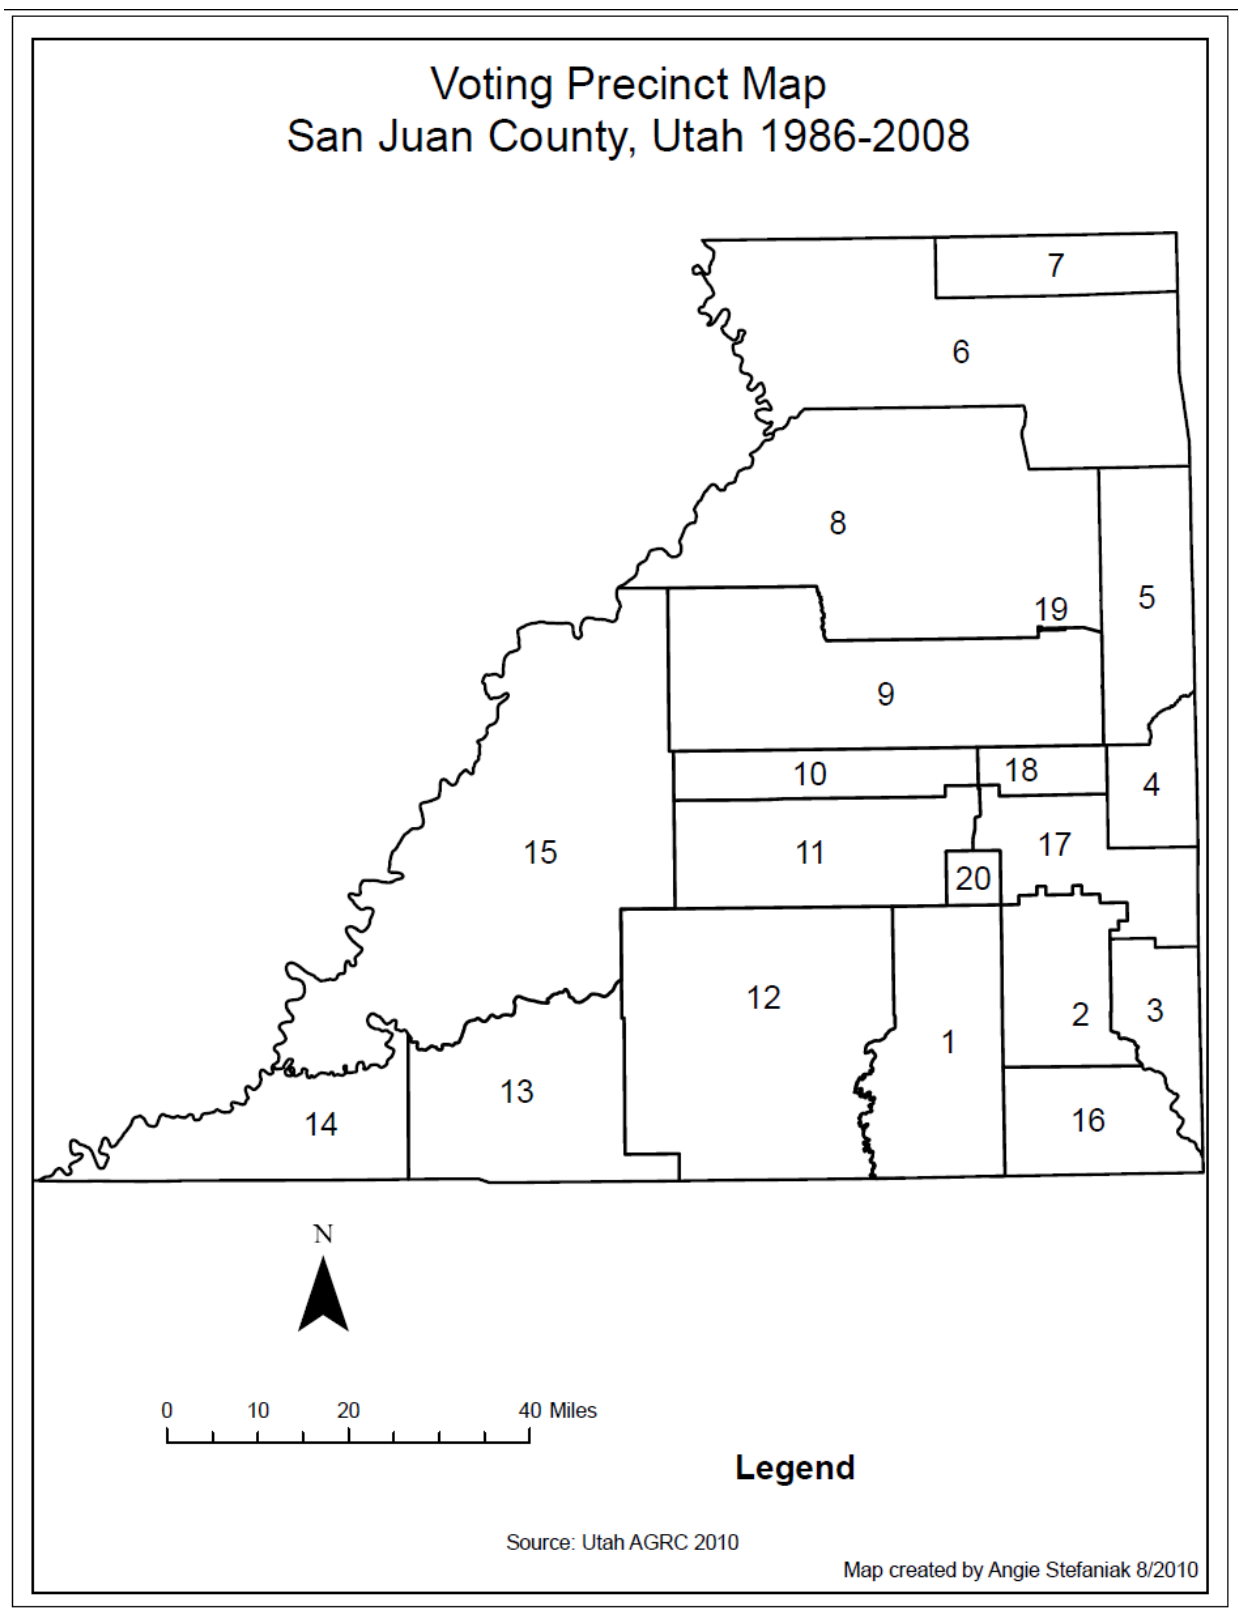 Voting Precinct Map
San Juan County, Utah 1986-2008
7
6
8
19
5
9
10
18
4
15
11
17
20
12
2
3
1
13
14
16
N
0 10 20 40 Miles
Legend
Source: Utah AGRC 2010
Map created by Angie Stefaniak 8/2010